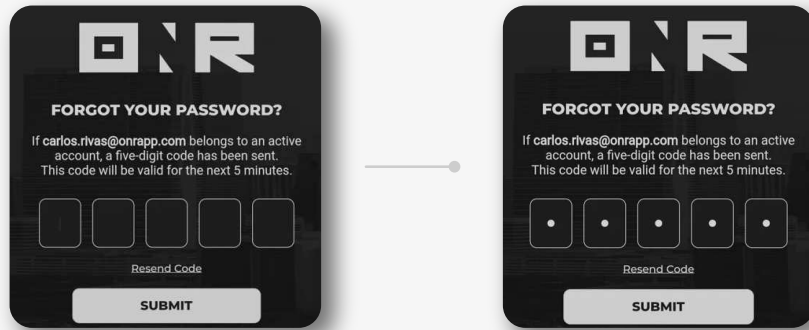 ONR
FORGOT YOUR PASSWORD?
If carlos.rivas@onrapp.com belongs to an active
account, a five-digit code has been sent.
This code will be valid for the next 5 minutes.
Resend Code
SUBMIT
ONR
FORGOT YOUR PASSWORD?
If carlos.rivas@onrapp.com belongs to an active
account, a five-digit code has been sent.
This code will be valid for the next 5 minutes.
Resend Code
SUBMIT